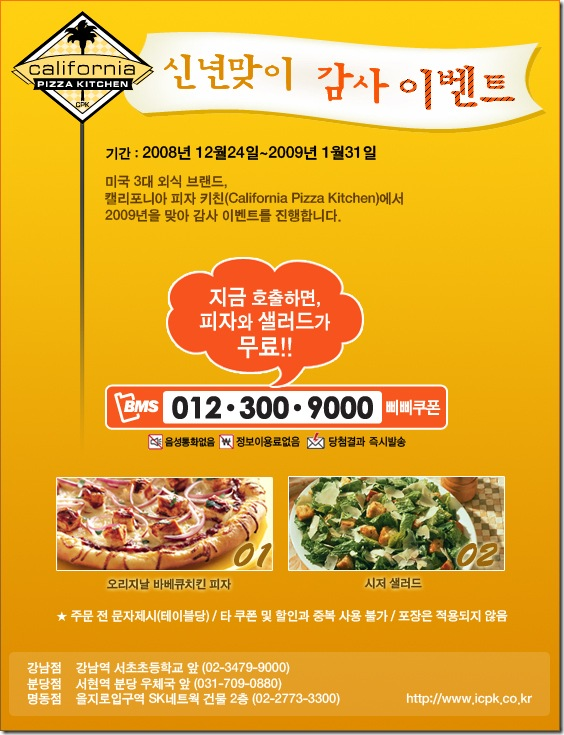 california
PIZZA KITCHEN
CPK
신년맞이 감사 이벤트
기간 : 2008년 12월24일~2009년 1월31일
미국 3대 외식 브랜드,
캘리포니아 피자 키친(California Pizza Kitchen)에서
2009년을 맞아 감사 이벤트를 진행합니다.
지금 호출하면,
피자와 샐러드가
무료!!
BMS 012·300·9000 삐삐쿠폰
음성통화없음 ₩ 정보이용료없음 당첨결과 즉시발송
01 02
오리지날 바베큐치킨 피자 시저 샐러드
★ 주문 전 문자제시(테이블당) / 타 쿠폰 및 할인과 중복 사용 불가 / 포장은 적용되지 않음
강남점 강남역 서초초등학교 앞 (02-3479-9000)
분당점 서현역 분당 우체국 앞 (031-709-0880)
명동점 을지로입구역 SK네트웍 건물 2층 (02-2773-3300) http://www.icpk.co.kr